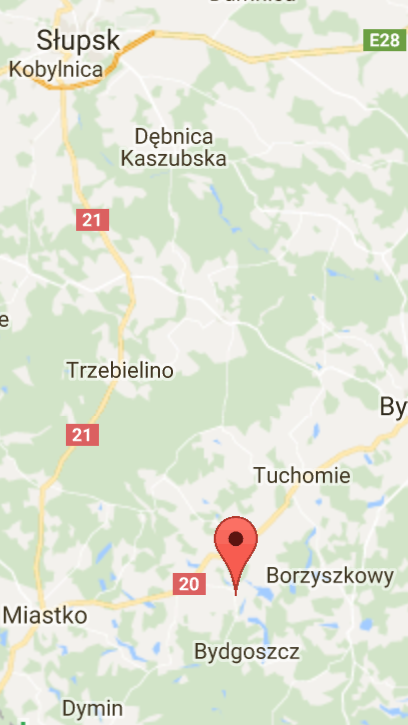 Słupsk
E28
Kobylnica
Dębnica
Kaszubska
21
e
Trzebielino
By
21
Tuchomie
20
Borzyszkowy
Miastko
Bydgoszcz
Dymin